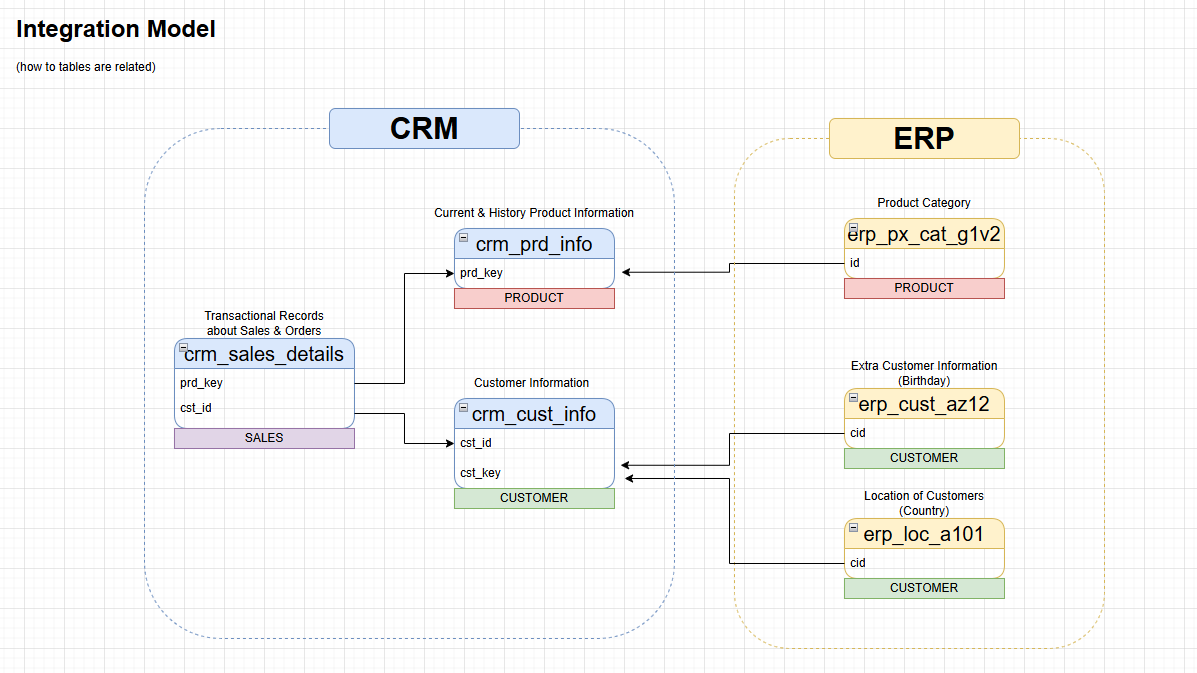 Integration Model
(how to tables are related)
CRM
ERP
Current & History Product Information
crm_prd_info
prd_key
PRODUCT
Product Category
erp_px_cat_g1v2
id
PRODUCT
Transactional Records
about Sales & Orders
crm_sales_details
prd_key
cst_id
SALES
Customer Information
crm_cust_info
cst_id
cst_key
CUSTOMER
Extra Customer Information
(Birthday)
erp_cust_az12
cid
CUSTOMER
Location of Customers
(Country)
erp_loc_a101
cid
CUSTOMER